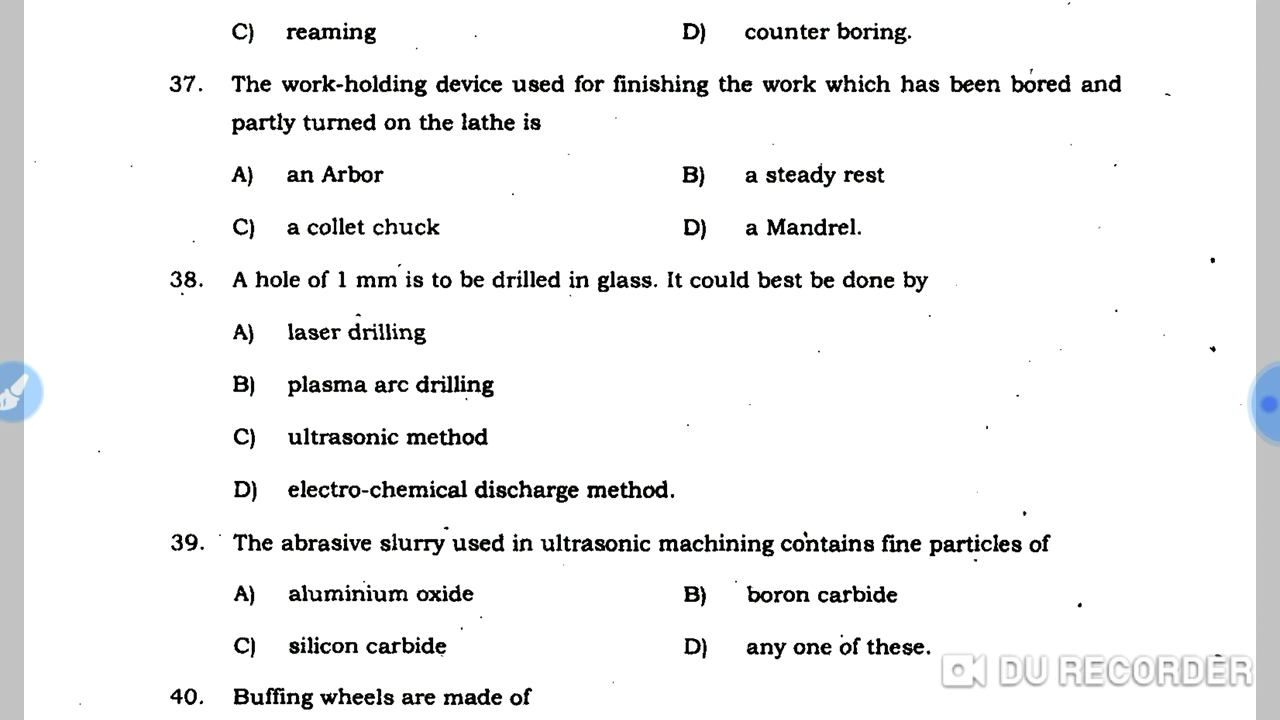 C) reaming D) counter boring.
37. The work-holding device used for finishing the work which has been bored and
partly turned on the lathe is
A) an Arbor B) a steady rest
C) a collet chuck D) a Mandrel.
38. A hole of 1 mm is to be drilled in glass. It could best be done by
A) laser drilling
B) plasma arc drilling
C) ultrasonic method
D) electro-chemical discharge method.
39. The abrasive slurry used in ultrasonic machining contains fine particles of
A) aluminium oxide B) boron carbide
C) silicon carbide D) any one of these.
DU RECORDER
40. Buffing wheels are made of